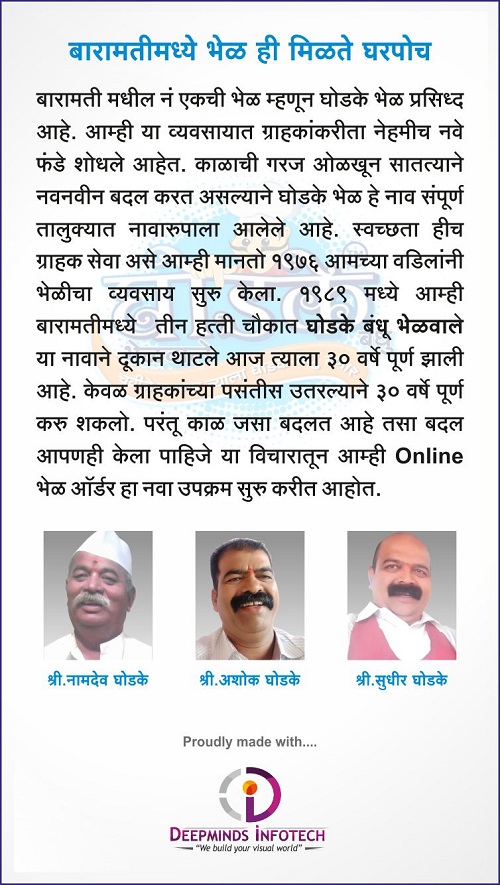 बारामतीमध्ये भेळ ही मिळते घरपोच
बारामती मधील नं एकची भेळ म्हणून घोडके भेळ प्रसिध्द
आहे. आम्ही या व्यवसायात ग्राहकांकरीता नेहमीच नवे
फंडे शोधले आहेत. काळाची गरज ओळखून सातत्याने
नवनवीन बदल करत असल्याने घोडके भेळ हे नाव संपूर्ण
तालुक्यात नावारुपाला आलेले आहे. स्वच्छता हीच
ग्राहक सेवा असे आम्ही मानतो १९७६ आमच्या वडिलांनी
भेळीचा व्यवसाय सुरु केला. १९८९ मध्ये आम्ही
बारामतीमध्ये तीन हत्ती चौकात घोडके बंधू भेळवाले
या नावाने दूकान थाटले आज त्याला ३० वर्षे पूर्ण झाली
आहे. केवळ ग्राहकांच्या पसंतीस उतरल्याने ३० वर्षे पूर्ण
करु शकलो. परंतू काळ जसा बदलत आहे तसा बदल
आपणही केला पाहिजे या विचारातून आम्ही Online
भेळ ऑर्डर हा नवा उपक्रम सुरु करीत आहोत.
श्री.नामदेव घोडके श्री.अशोक घोडके श्री.सुधीर घोडके
Proudly made with....
DEEPMINDS INFOTECH
"We build your visual world"